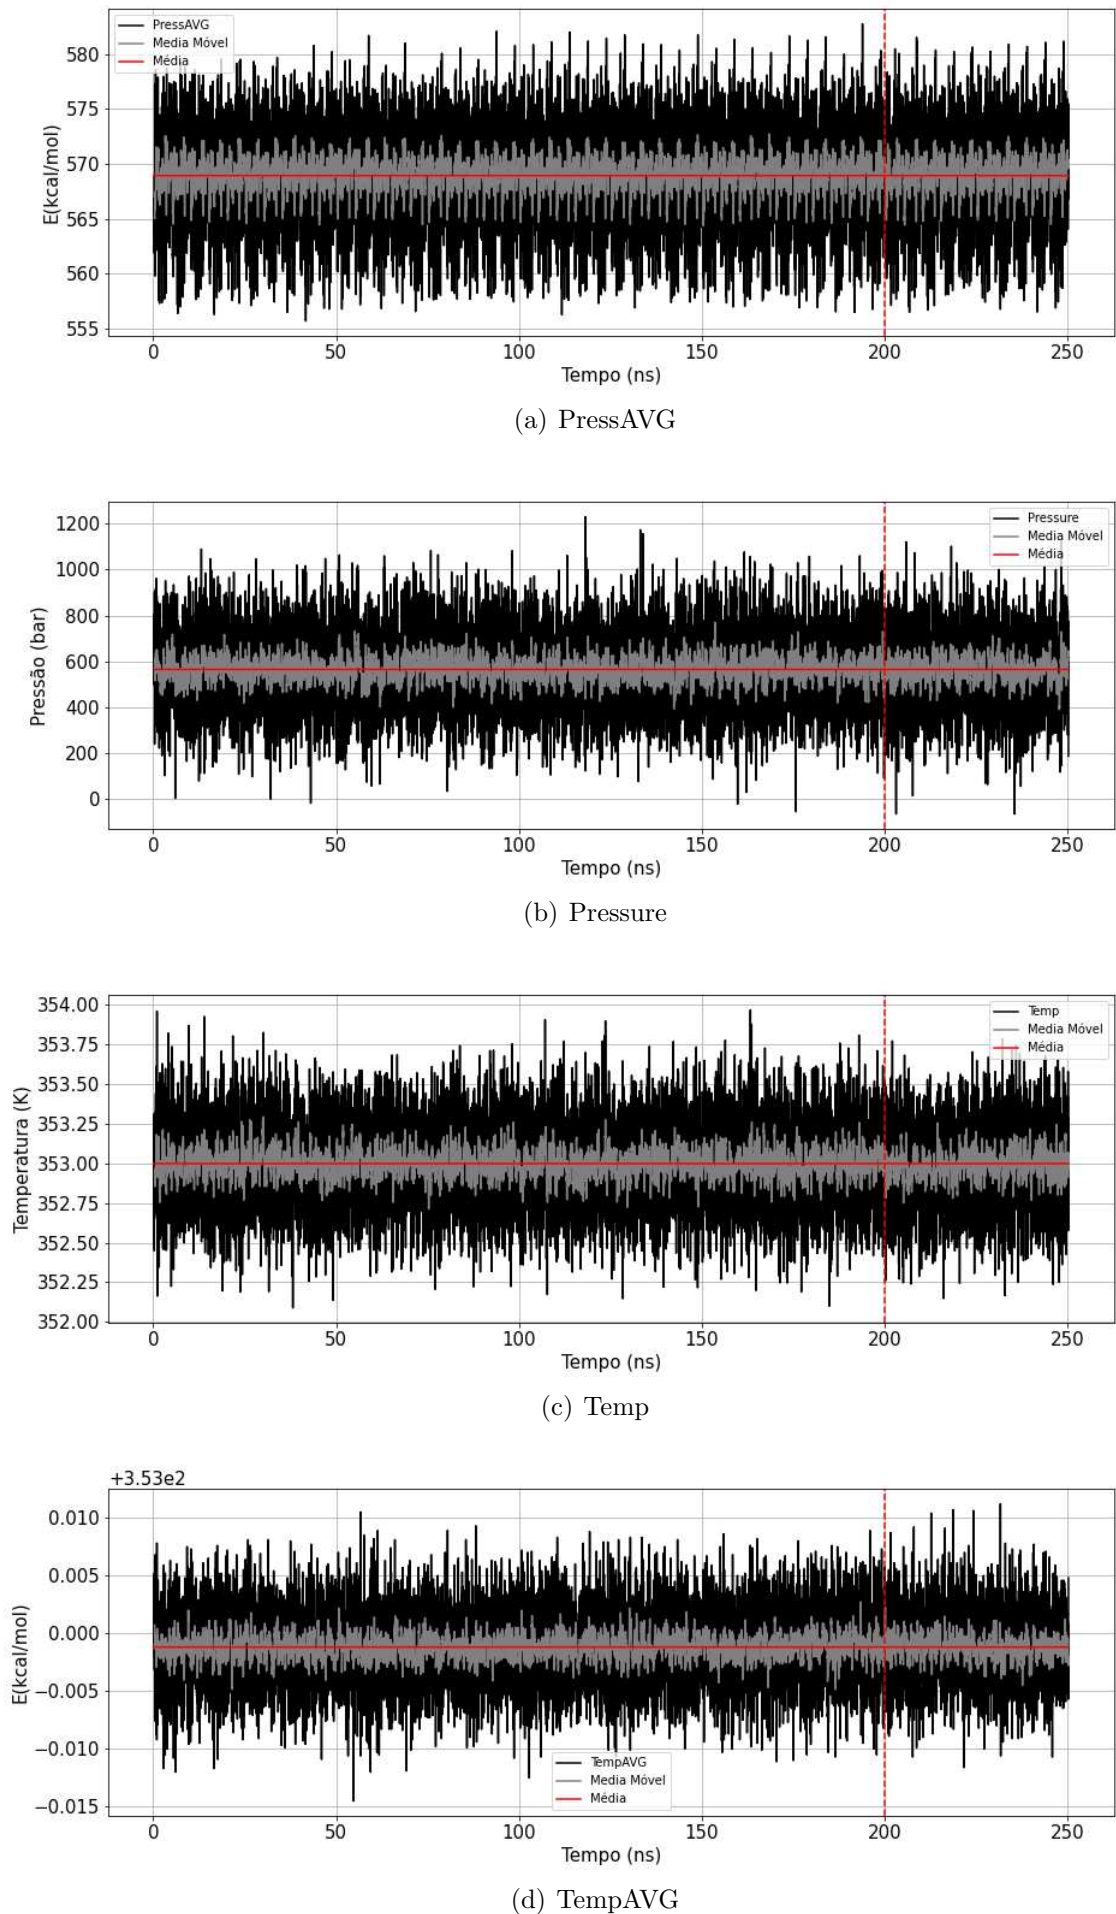 PressAVG
Media Móvel
Média
580
575
570
565
560
555
E(kcal/mol)
0 50 100 150 200 250
Tempo (ns)
(a) PressAVG
Pressure
Media Móvel
Média
1200
1000
800
600
400
200
0
Pressão (bar)
0 50 100 150 200 250
Tempo (ns)
(b) Pressure
Temp
Media Móvel
Média
354.00
353.75
353.50
353.25
353.00
352.75
352.50
352.25
352.00
Temperatura (K)
0 50 100 150 200 250
Tempo (ns)
(c) Temp
+3.53e2
0.010
0.005
0.000
−0.005
−0.010
−0.015
E(kcal/mol)
TempAVG
Media Móvel
Média
0 50 100 150 200 250
Tempo (ns)
(d) TempAVG